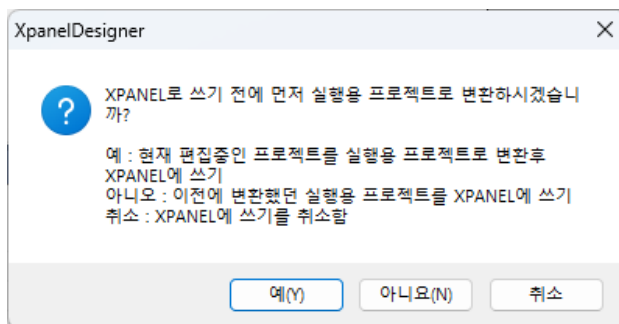 XpanelDesigner
XPANEL로 쓰기 전에 먼저 실행용 프로젝트로 변환하시겠습니
까?
예 : 현재 편집중인 프로젝트를 실행용 프로젝트로 변환후
XPANEL에 쓰기
아니오 : 이전에 변환했던 실행용 프로젝트를 XPANEL에 쓰기
취소 : XPANEL에 쓰기를 취소함
예(Y) 아니요(N) 취소